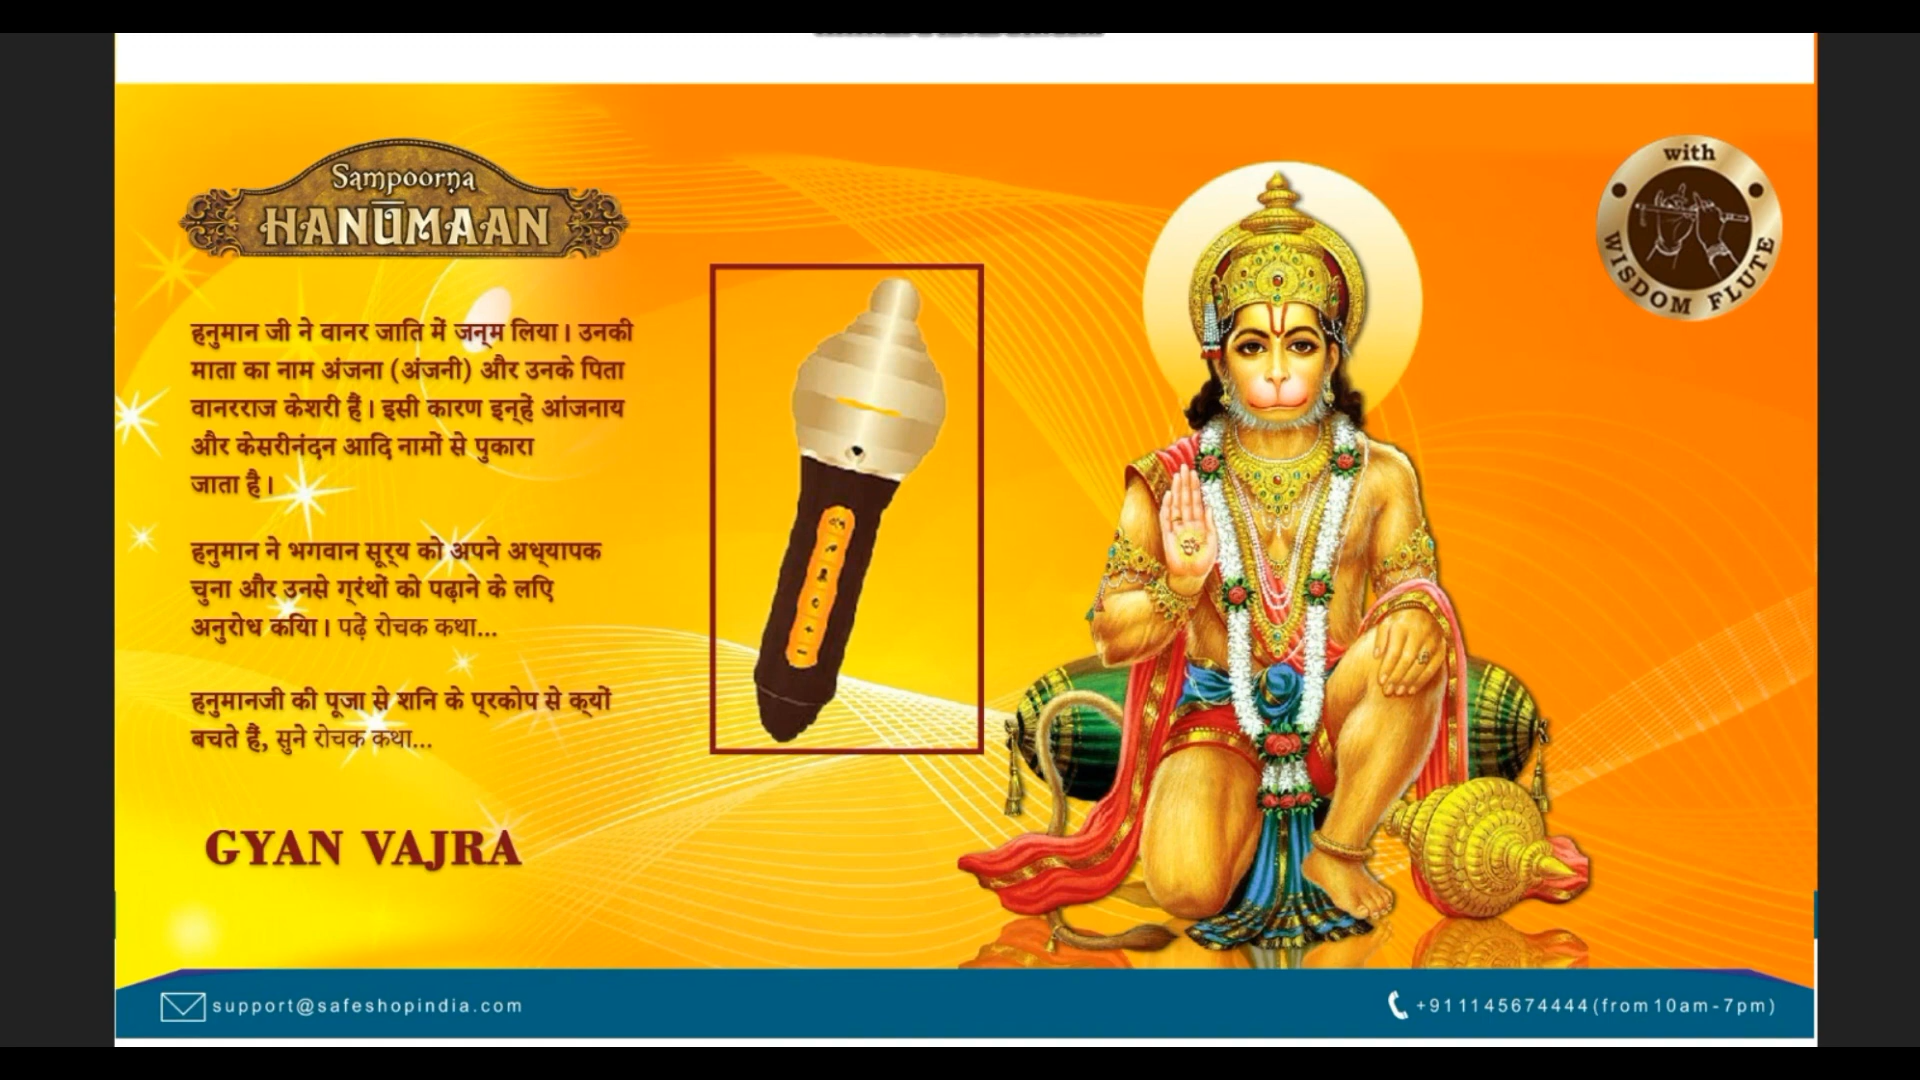 Sampoorṇa
HANŪMAAN
with
WISDOM FLUTE
हनुमान जी ने वानर जाति में जन्म लिया। उनकी
माता का नाम अंजना (अंजनी) और उनके पिता
वानरराज केशरी हैं। इसी कारण इन्हें आंजनाय
और केसरीनंदन आदि नामों से पुकारा
जाता है।
हनुमान ने भगवान सूर्य को अपने अध्यापक
चुना और उनसे ग्रंथों को पढ़ाने के लिए
अनुरोध किया। पढ़ें रोचक कथा...
हनुमानजी की पूजा से शनि के प्रकोप से क्यों
बचते हैं, सुने रोचक कथा...
GYAN VAJRA
support@safeshopindia.com
+911145674444(from 10am-7pm)